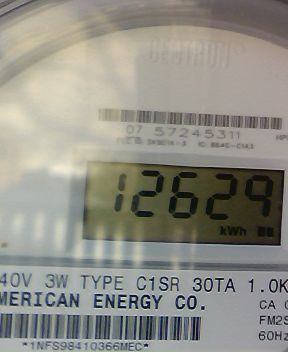 07 57245311
12629
kWh
40V 3W TYPE C1SR 30TA 1.0K
MERICAN ENERGY CO.
CA
FM2S
60Hz
*1NFS98410366MEC*